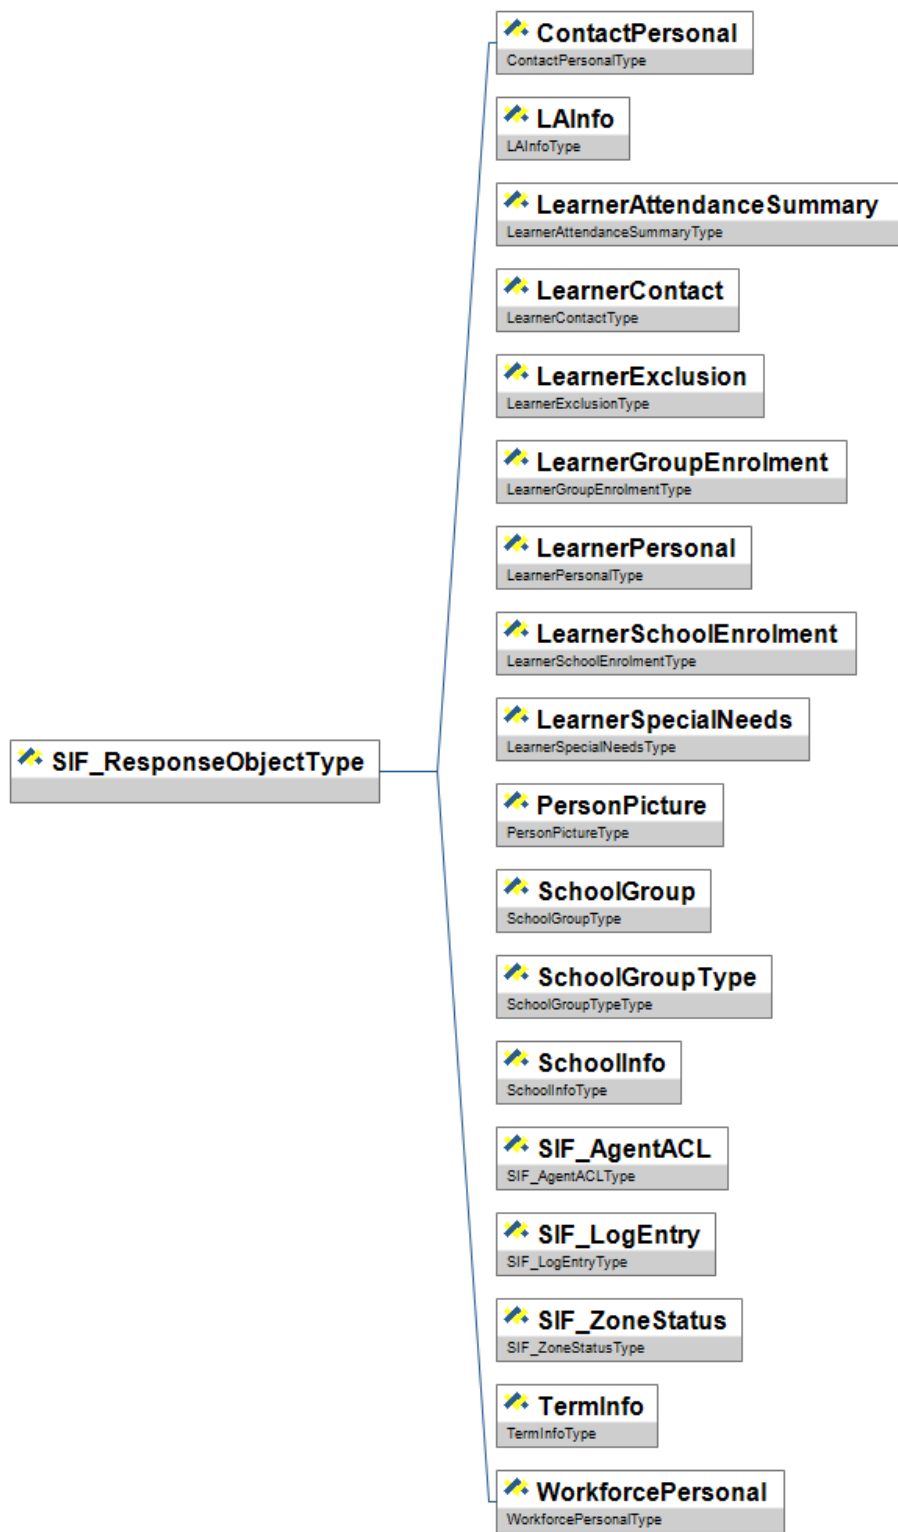 ContactPersonal
ContactPersonalType
LAInfo
LAInfoType
LearnerAttendanceSummary
LearnerAttendanceSummaryType
LearnerContact
LearnerContactType
LearnerExclusion
LearnerExclusionType
LearnerGroupEnrolment
LearnerGroupEnrolmentType
LearnerPersonal
LearnerPersonalType
LearnerSchoolEnrolment
LearnerSchoolEnrolmentType
LearnerSpecialNeeds
LearnerSpecialNeedsType
SIF_ResponseObjectType
PersonPicture
PersonPictureType
SchoolGroup
SchoolGroupType
SchoolGroupType
SchoolGroupTypeType
SchoolInfo
SchoolInfoType
SIF_AgentACL
SIF_AgentACLType
SIF_LogEntry
SIF_LogEntryType
SIF_ZoneStatus
SIF_ZoneStatusType
TermInfo
TermInfoType
WorkforcePersonal
WorkforcePersonalType